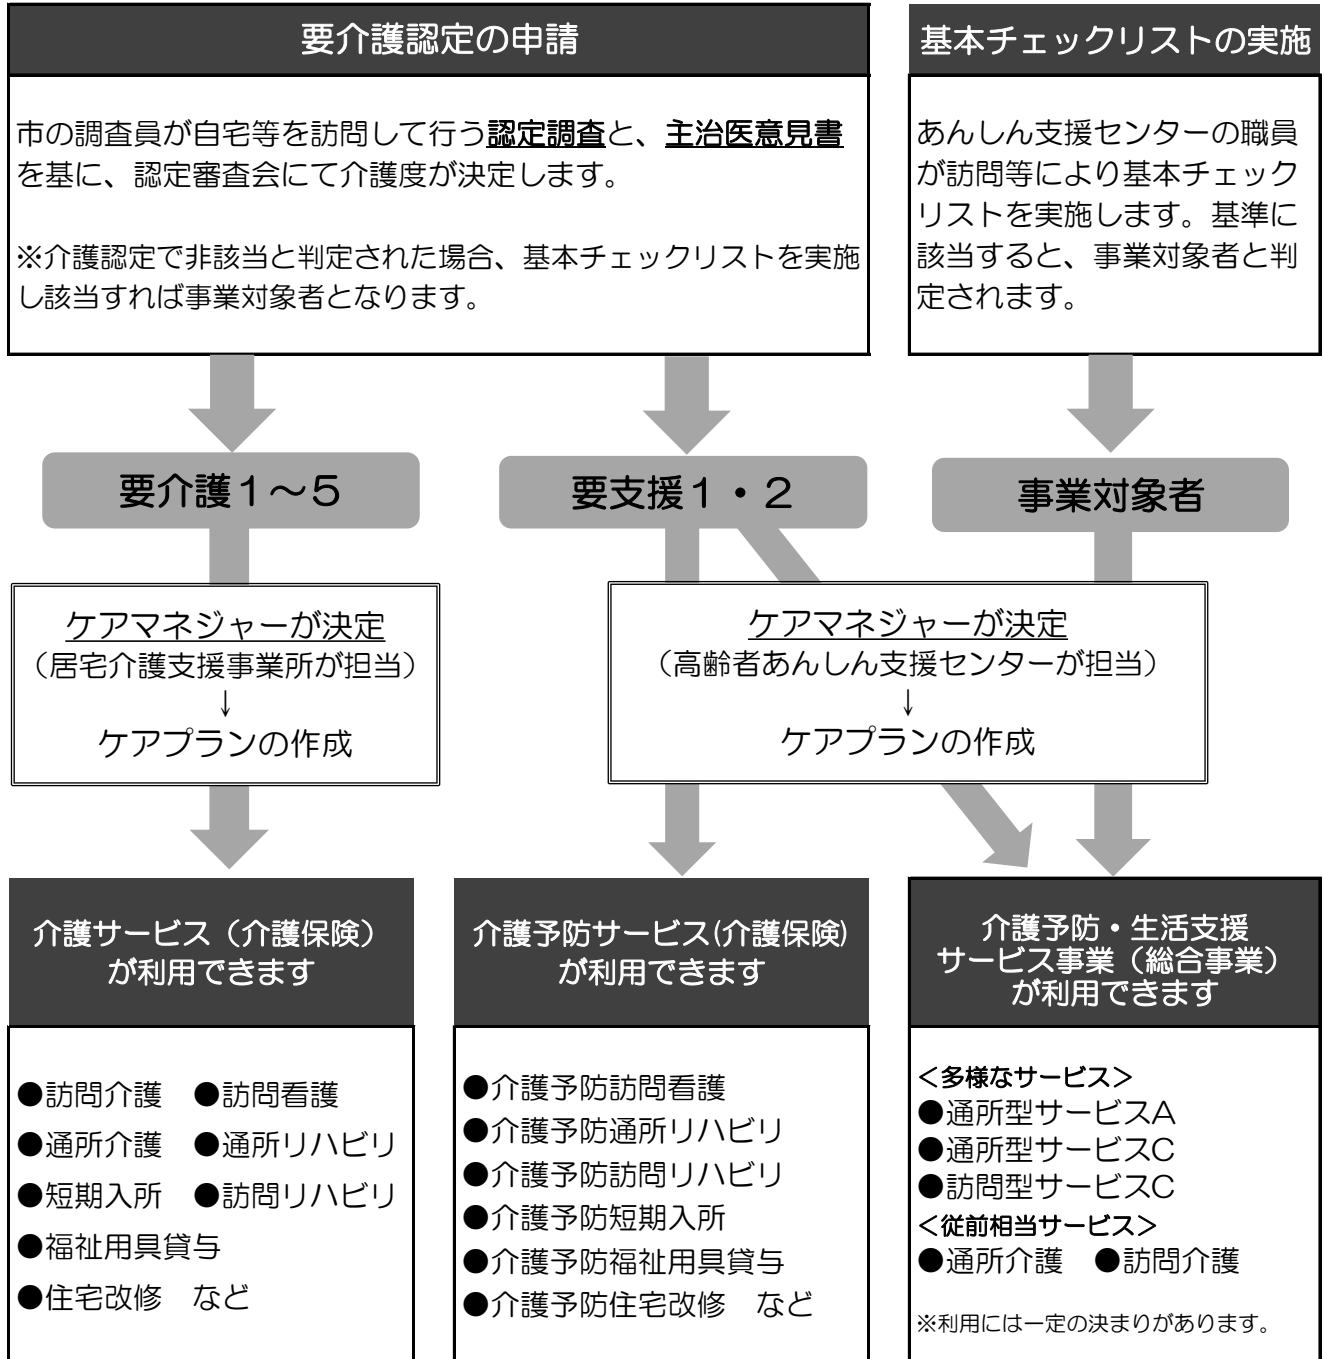 要介護認定の申請
市の調査員が自宅等を訪問して行う認定調査と、主治医意見書
を基に、認定審査会にて介護度が決定します。
※介護認定で非該当と判定された場合、基本チェックリストを実施
し該当すれば事業対象者となります。
基本チェックリストの実施
あんしん支援センターの職員
が訪問等により基本チェック
リストを実施します。基準に
該当すると、事業対象者と判
定されます。
要介護１～５
要支援１・２
事業対象者
ケアマネジャーが決定
（居宅介護支援事業所が担当）
↓
ケアプランの作成
ケアマネジャーが決定
（高齢者あんしん支援センターが担当）
↓
ケアプランの作成
介護サービス（介護保険）
が利用できます
●訪問介護　●訪問看護
●通所介護　●通所リハビリ
●短期入所　●訪問リハビリ
●福祉用具貸与
●住宅改修　など
介護予防サービス(介護保険)
が利用できます
●介護予防訪問看護
●介護予防通所リハビリ
●介護予防訪問リハビリ
●介護予防短期入所
●介護予防福祉用具貸与
●介護予防住宅改修　など
介護予防・生活支援
サービス事業（総合事業）
が利用できます
＜多様なサービス＞
●通所型サービスA
●通所型サービスC
●訪問型サービスC
＜従前相当サービス＞
●通所介護　●訪問介護
※利用には一定の決まりがあります。